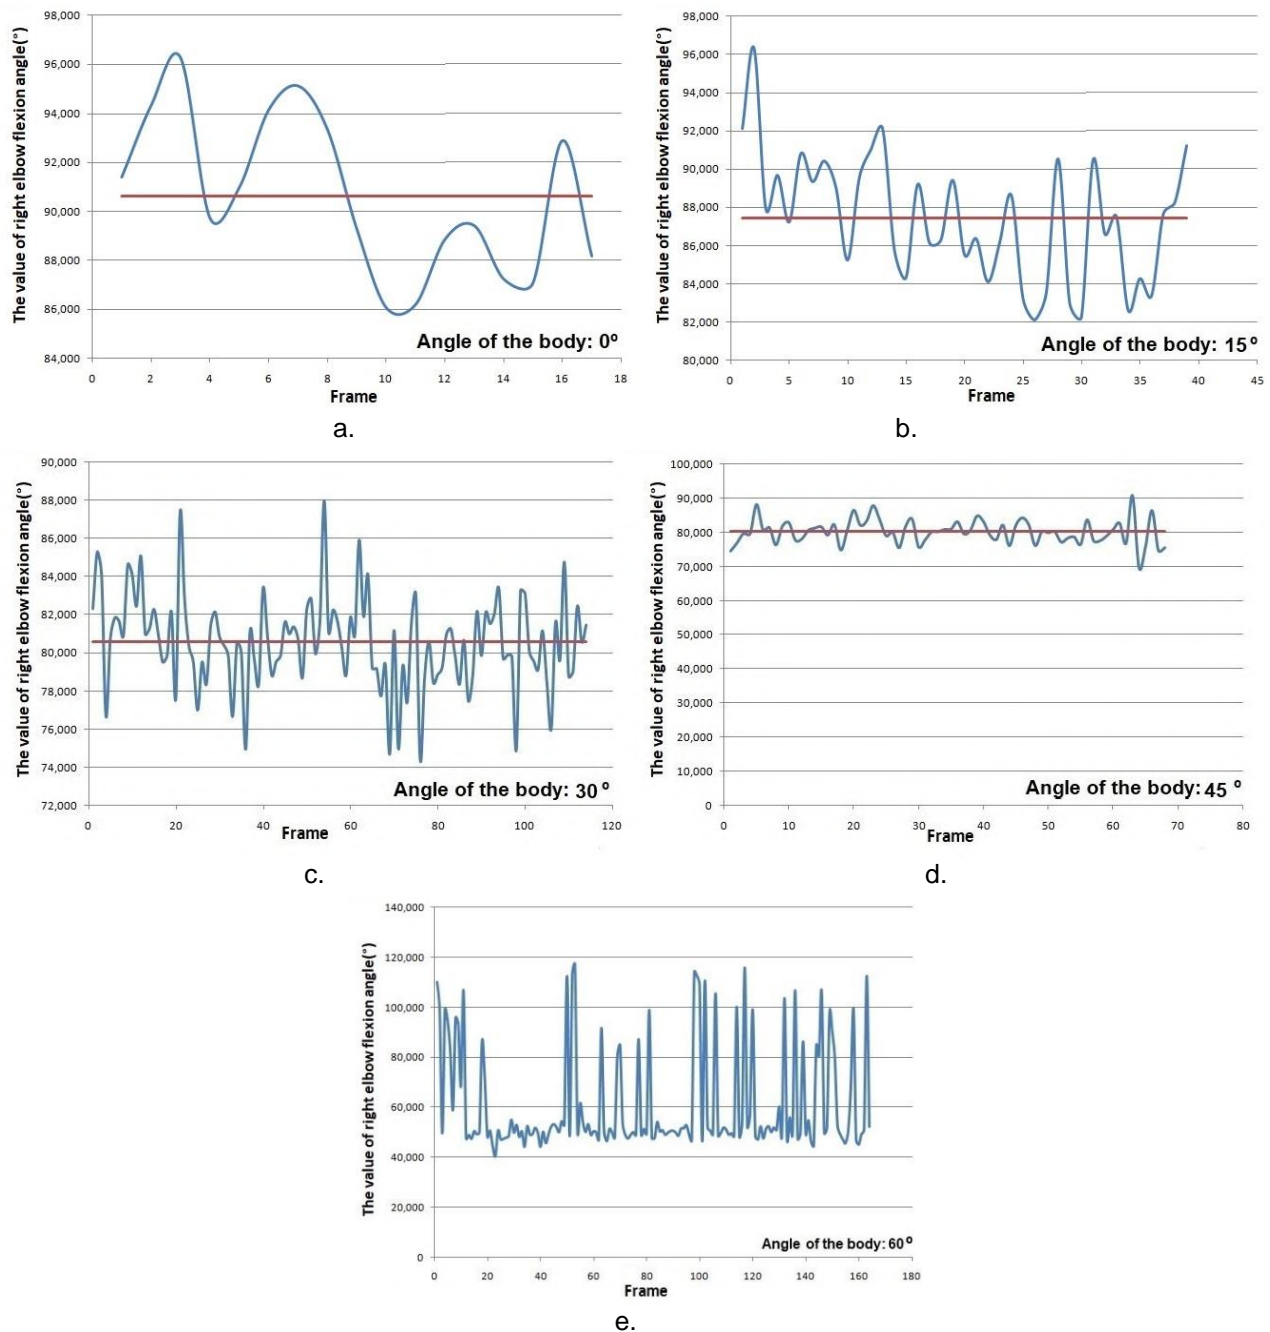 The value of right elbow flexion angle(°)
98,000
96,000
94,000
92,000
90,000
88,000
86,000
84,000
0 2 4 6 8 10 12 14 16 18
Frame
Angle of the body: 0º
a.
The value of right elbow flexion angle(°)
98,000
96,000
94,000
92,000
90,000
88,000
86,000
84,000
82,000
80,000
0 5 10 15 20 25 30 35 40 45
Frame
Angle of the body: 15º
b.
The value of right elbow flexion angle(°)
90,000
88,000
86,000
84,000
82,000
80,000
78,000
76,000
74,000
72,000
0 20 40 60 80 100 120
Frame
Angle of the body: 30º
c.
The value of right elbow flexion angle(°)
100,000
90,000
80,000
70,000
60,000
50,000
40,000
30,000
20,000
10,000
0
0 10 20 30 40 50 60 70 80
Frame
Angle of the body: 45 º
d.
The value of right elbow flexion angle(°)
140,000
120,000
100,000
80,000
60,000
40,000
20,000
0
0 20 40 60 80 100 120 140 160 180
Frame
Angle of the body: 60º
e.